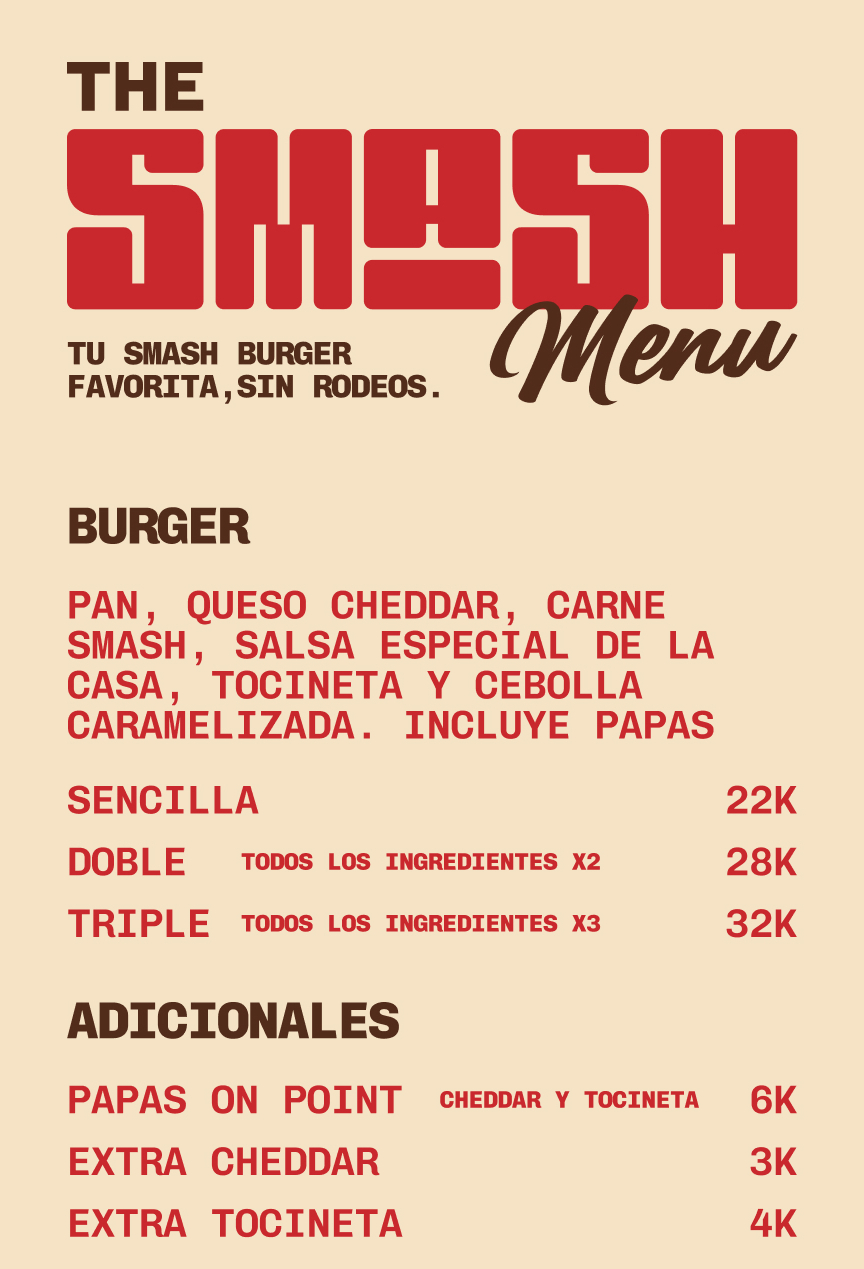 THE
SMASH
Menu
TU SMASH BURGER
FAVORITA,SIN RODEOS.
BURGER
PAN, QUESO CHEDDAR, CARNE
SMASH, SALSA ESPECIAL DE LA
CASA, TOCINETA Y CEBOLLA
CARAMELIZADA. INCLUYE PAPAS
SENCILLA 22K
DOBLE TODOS LOS INGREDIENTES X2 28K
TRIPLE TODOS LOS INGREDIENTES X3 32K
ADICIONALES
PAPAS ON POINT CHEDDAR Y TOCINETA 6K
EXTRA CHEDDAR 3K
EXTRA TOCINETA 4K